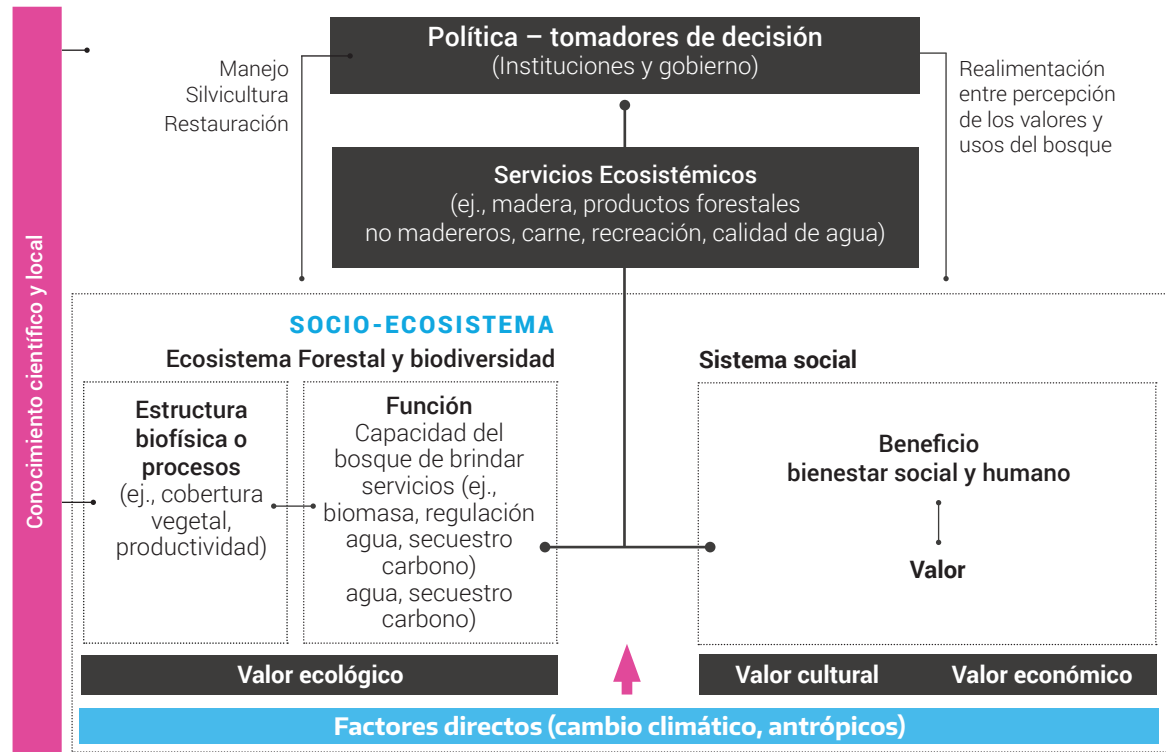 Conocimiento científico y local
Política – tomadores de decisión
(Instituciones y gobierno)
Manejo
Silvicultura
Restauración
Realimentación
entre percepción
de los valores y
usos del bosque
Servicios Ecosistémicos
(ej., madera, productos forestales
no madereros, carne, recreación, calidad de agua)
SOCIO-ECOSISTEMA
Ecosistema Forestal y biodiversidad
Estructura
biofísica o
procesos
(ej., cobertura
vegetal,
productividad)
Función
Capacidad del
bosque de brindar
servicios (ej.,
biomasa, regulación
agua, secuestro
carbono)
agua, secuestro
carbono)
Sistema social
Beneficio
bienestar social y humano
Valor
Valor ecológico
Valor cultural
Valor económico
Factores directos (cambio climático, antrópicos)